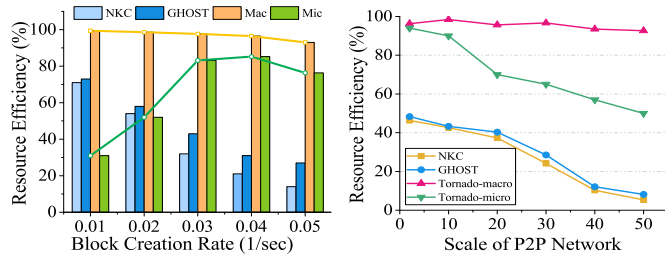 NKC GHOST Mac Mic
Resource Efficiency (%)
100
80
60
40
20
0
0.01 0.02 0.03 0.04 0.05
Block Creation Rate (1/sec)
Resource Efficiency (%)
100
80
60
40
20
0
NKC
GHOST
Tornado-macro
Tornado-micro
0 10 20 30 40 50
Scale of P2P Network